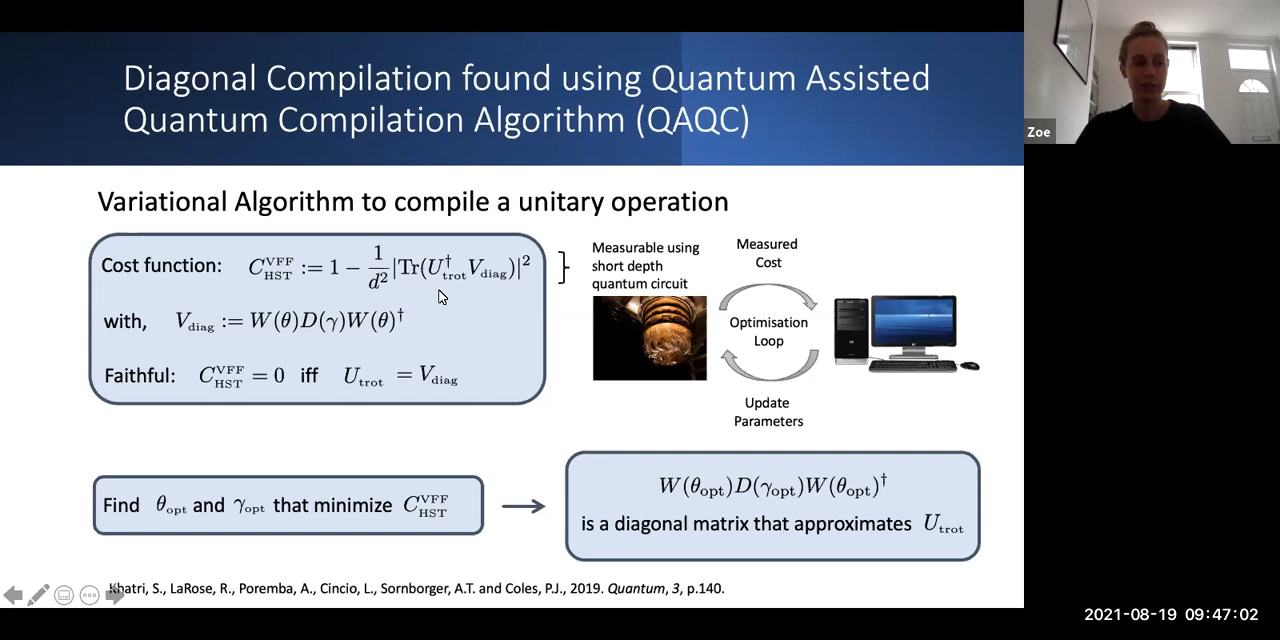 Diagonal Compilation found using Quantum Assisted
Quantum Compilation Algorithm (QAQC)
Zoe
Variational Algorithm to compile a unitary operation
Cost function: C_HST^VFF := 1 − 1/d² |Tr(U_trot^† V_diag)|²
with, V_diag := W(θ)D(γ)W(θ)^†
Faithful: C_HST^VFF = 0 iff U_trot = V_diag
Measurable using
short depth
quantum circuit
Measured
Cost
Optimisation
Loop
Update
Parameters
Find θ_opt and γ_opt that minimize C_HST^VFF
W(θ_opt)D(γ_opt)W(θ_opt)^†
is a diagonal matrix that approximates U_trot
Khatri, S., LaRose, R., Poremba, A., Cincio, L., Sornborger, A.T. and Coles, P.J., 2019. Quantum, 3, p.140.
2021-08-19 09:47:02